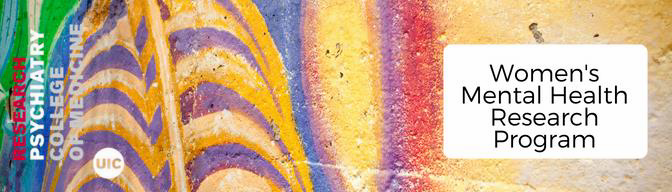 RESEARCH
PSYCHIATRY
COLLEGE
OF MEDICINE
UIC
Women's
Mental Health
Research
Program